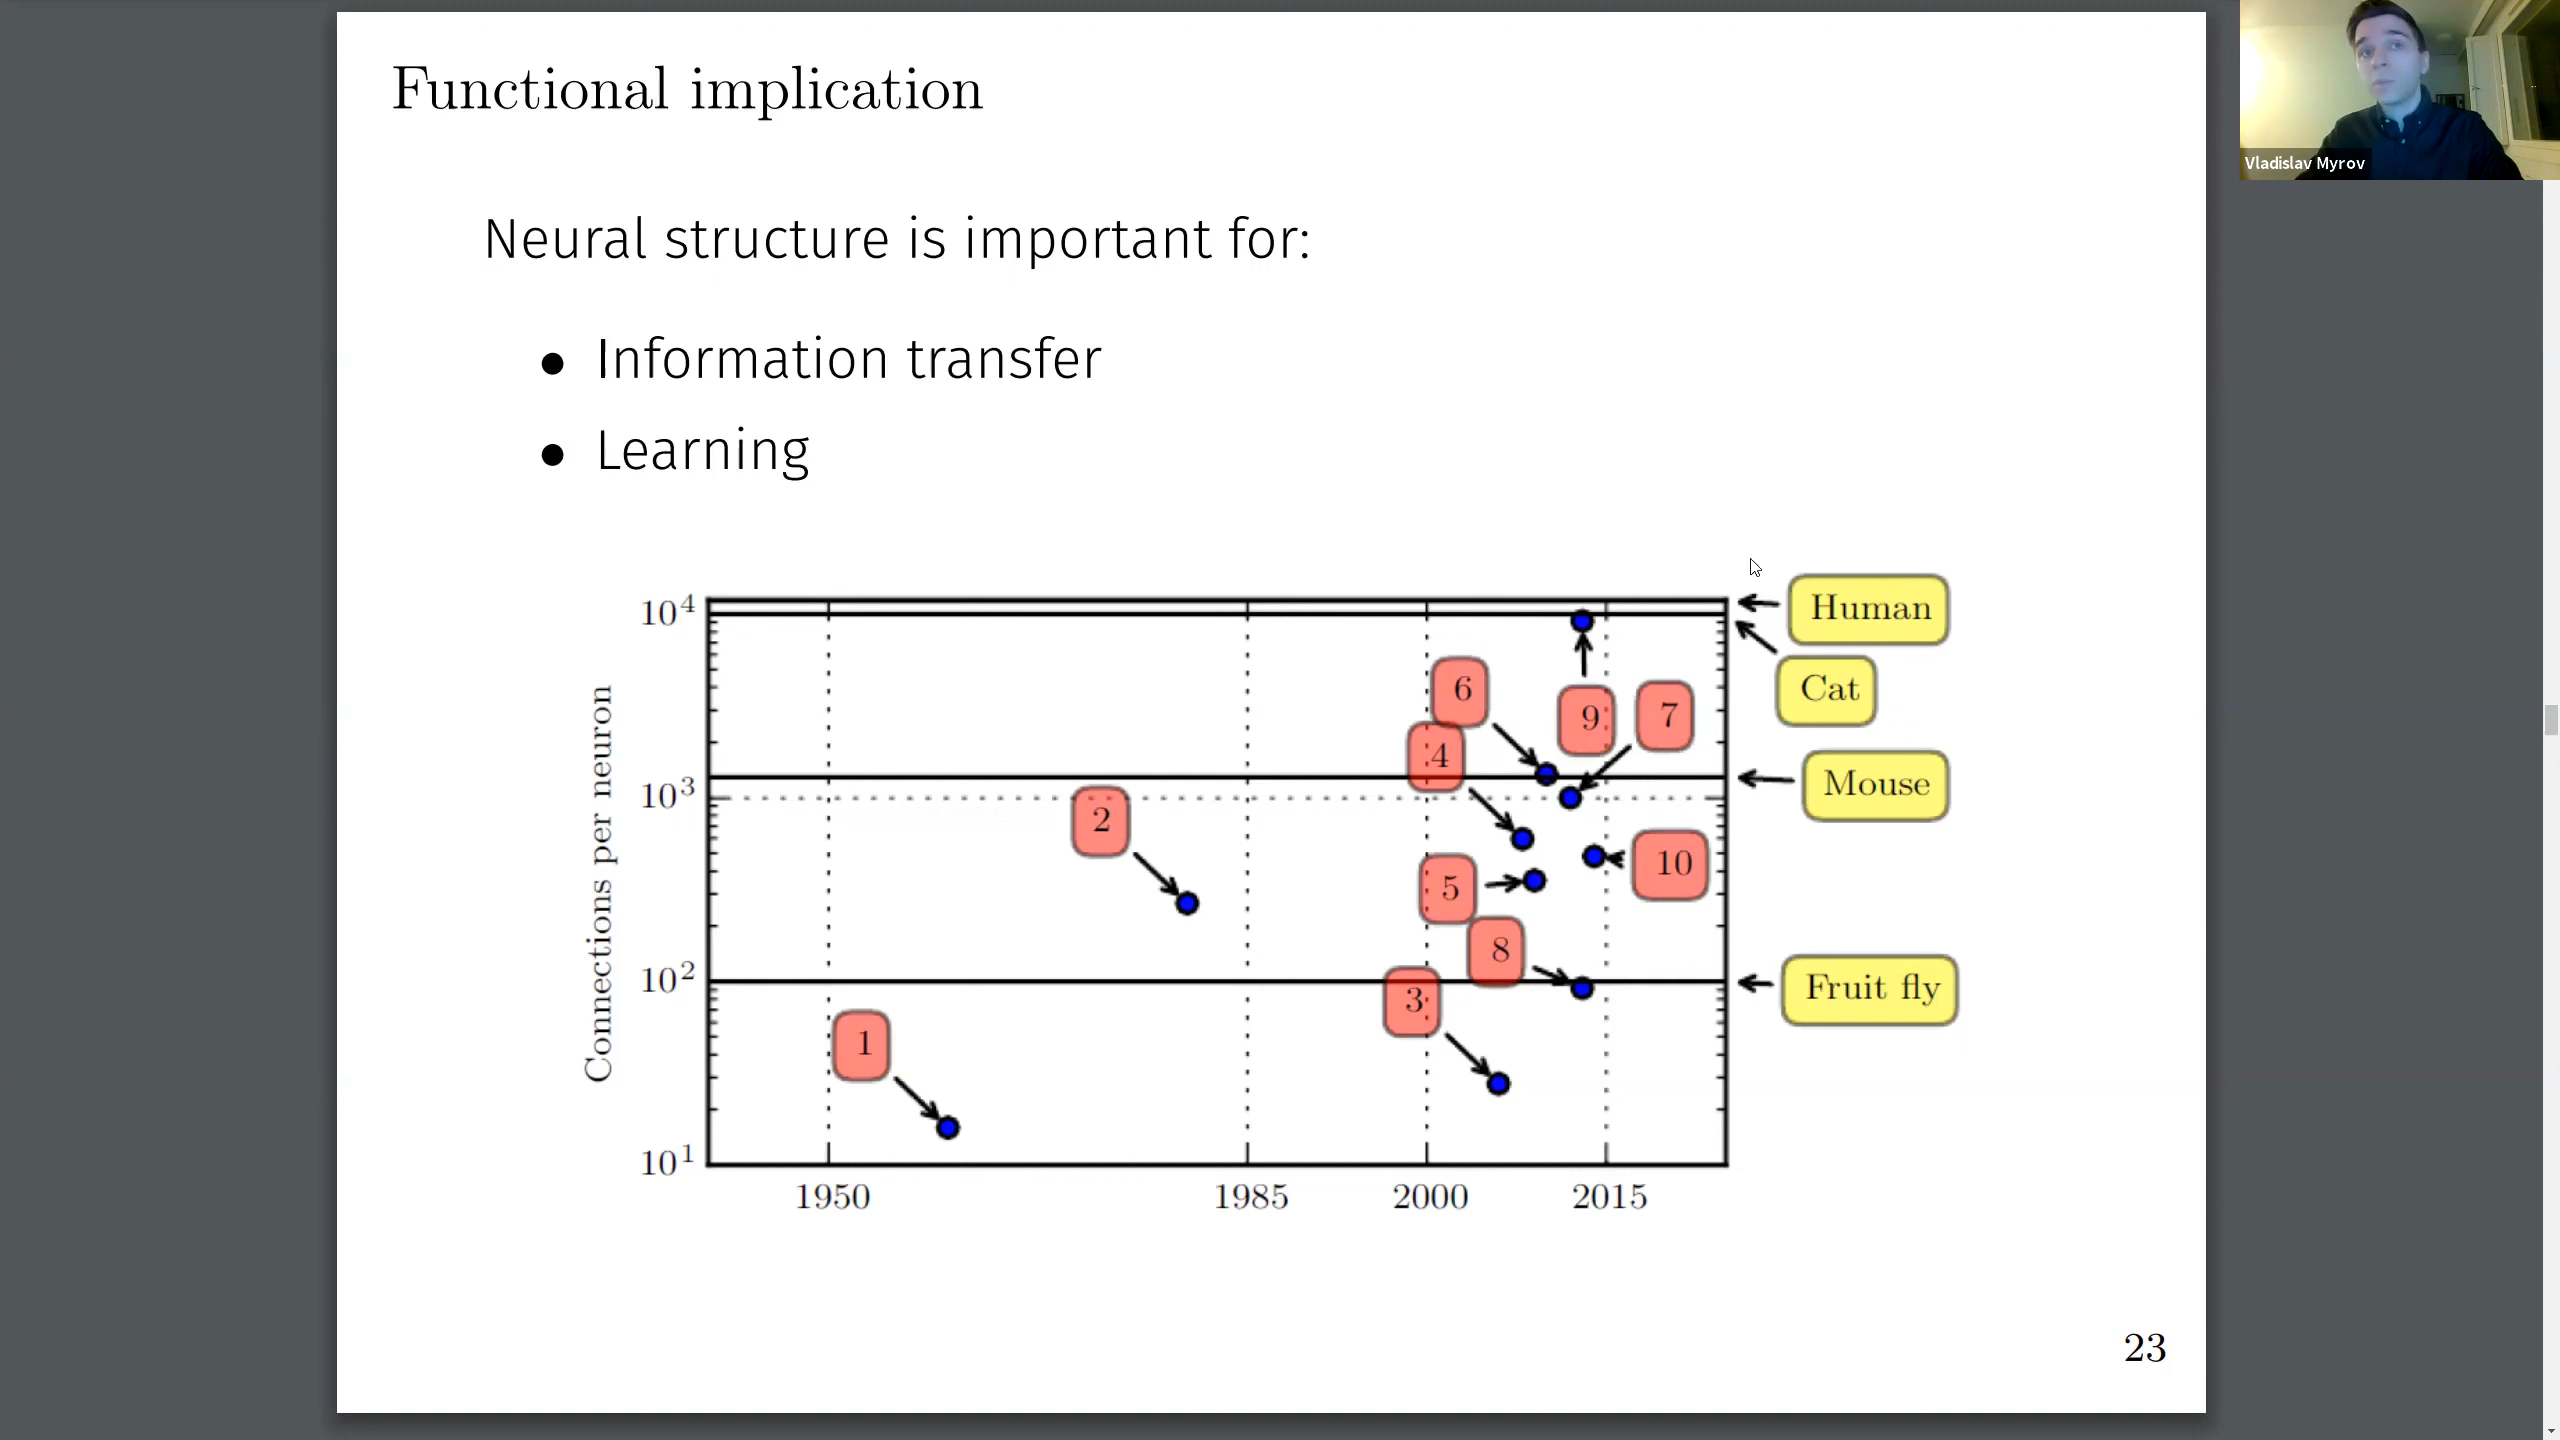 Functional implication
Vladislav Myrov
Neural structure is important for:
● Information transfer
● Learning
Connections per neuron
10⁴
10³
10²
10¹
1950
1985
2000
2015
1
2
3
4
5
6
7
8
9
10
Human
Cat
Mouse
Fruit fly
23